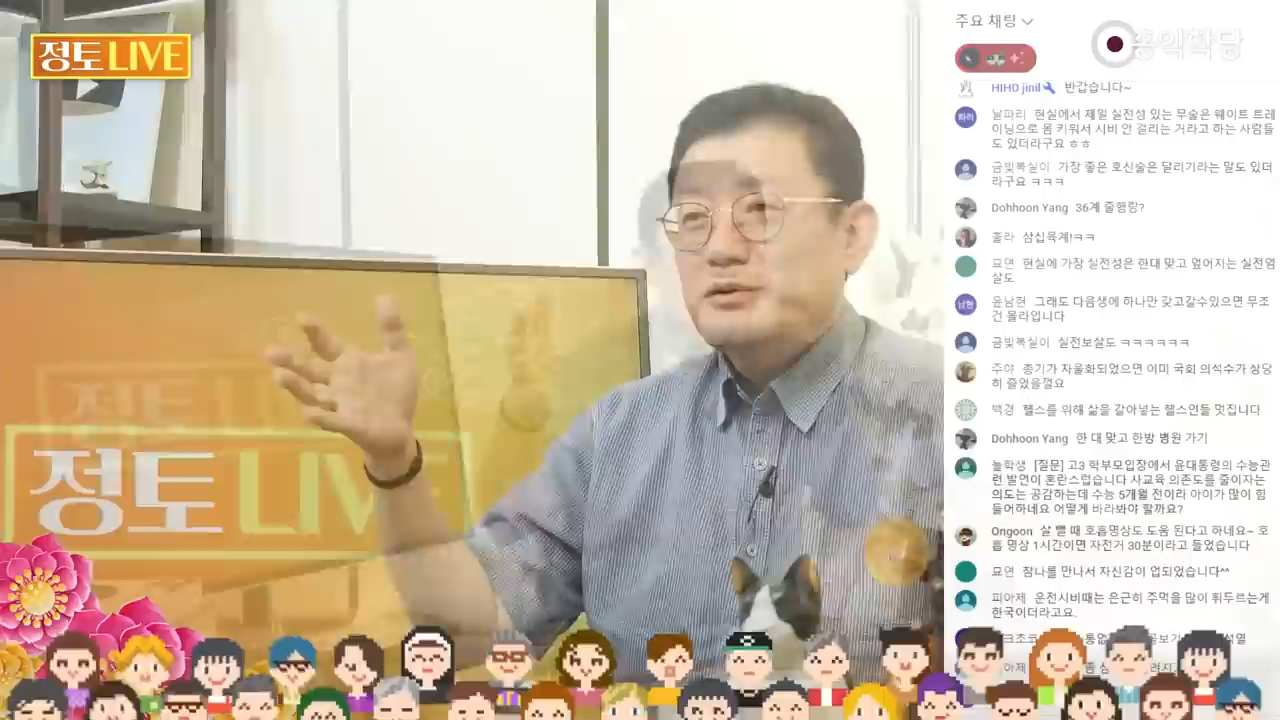 정토 LIVE
정토 LIVE
주요 채팅
홍익학당
HIHD jinil 반갑습니다~
날파리 현실에서 제일 실전성 있는 무술은 웨이트 트레
이닝으로 몸 키워서 시비 안 걸리는 거라고 하는 사람들
도 있더라구요 ㅎㅎ
금빛복실이 가장 좋은 호신술은 달리기라는 말도 있더
라구요 ㅋㅋㅋ
Dohhoon Yang 36계 줄행랑?
훌라 삼십육계!ㅋㅋ
묘연 현실에 가장 실전성은 한대 맞고 엎어지는 실전엄
살도
윤남현 그래도 다음생에 하나만 갖고갈수있으면 무조
건 몰라입니다
금빛복실이 실전보살도 ㅋㅋㅋㅋㅋㅋ
주야 종기가 자율화되었으면 이미 국회 의석수가 상당
히 줄었을걸요
백경 헬스를 위해 삶을 갈아넣는 헬스인들 멋집니다
Dohhoon Yang 한 대 맞고 한방 병원 가기
늘학생 [질문] 고3 학부모입장에서 윤대통령의 수능관
련 발언이 혼란스럽습니다 사교육 의존도를 줄이자는
의도는 공감하는데 수능 5개월 전이라 아이가 많이 힘
들어하네요 어떻게 바라봐야 할까요?
Ongoon 살 뺄 때 호흡명상도 도움 된다고 하네요~ 호
흡 명상 1시간이면 자전거 30분이라고 들었습니다
묘연 참나를 만나서 자신감이 업되었습니다^^
피아제 운전시비때는 은근히 주먹을 많이 휘두르는게
한국이더라고요.